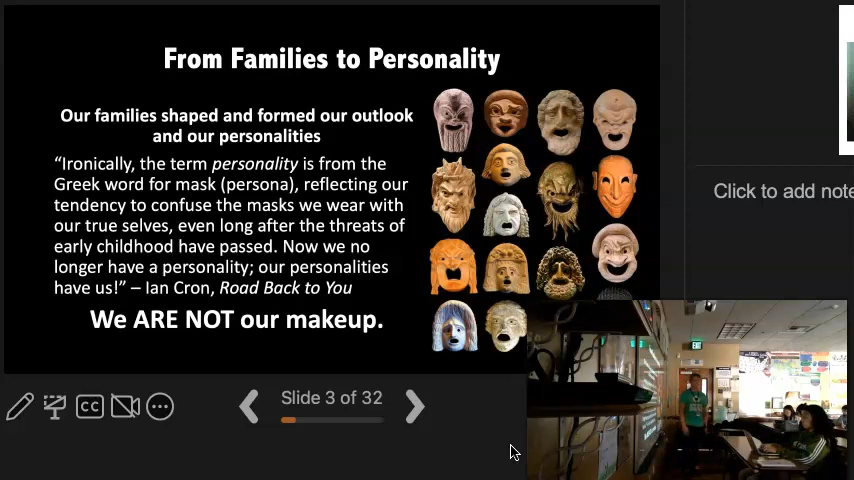 From Families to Personality
Our families shaped and formed our outlook
and our personalities
“Ironically, the term personality is from the
Greek word for mask (persona), reflecting our
tendency to confuse the masks we wear with
our true selves, even long after the threats of
early childhood have passed. Now we no
longer have a personality; our personalities
have us!” – Ian Cron, Road Back to You
We ARE NOT our makeup.
Click to add note
CC
Slide 3 of 32
EXIT